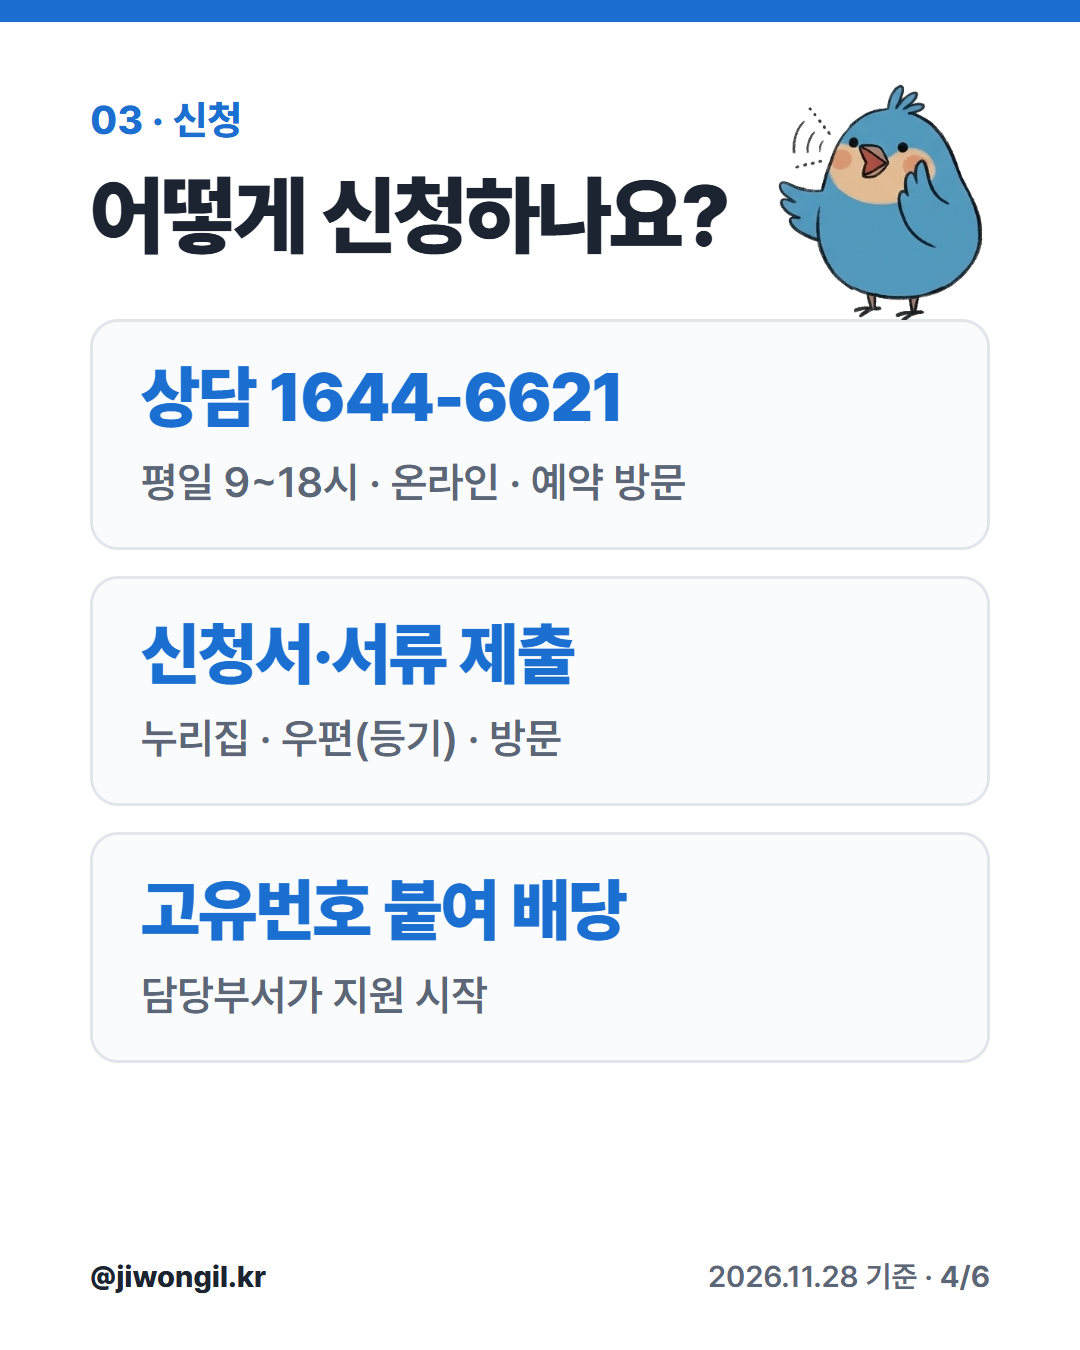 03 · 신청
어떻게 신청하나요?
상담 1644-6621
평일 9~18시 · 온라인 · 예약 방문
신청서·서류 제출
누리집 · 우편(등기) · 방문
고유번호 붙여 배당
담당부서가 지원 시작
@jiwongil.kr
2026.11.28 기준 · 4/6